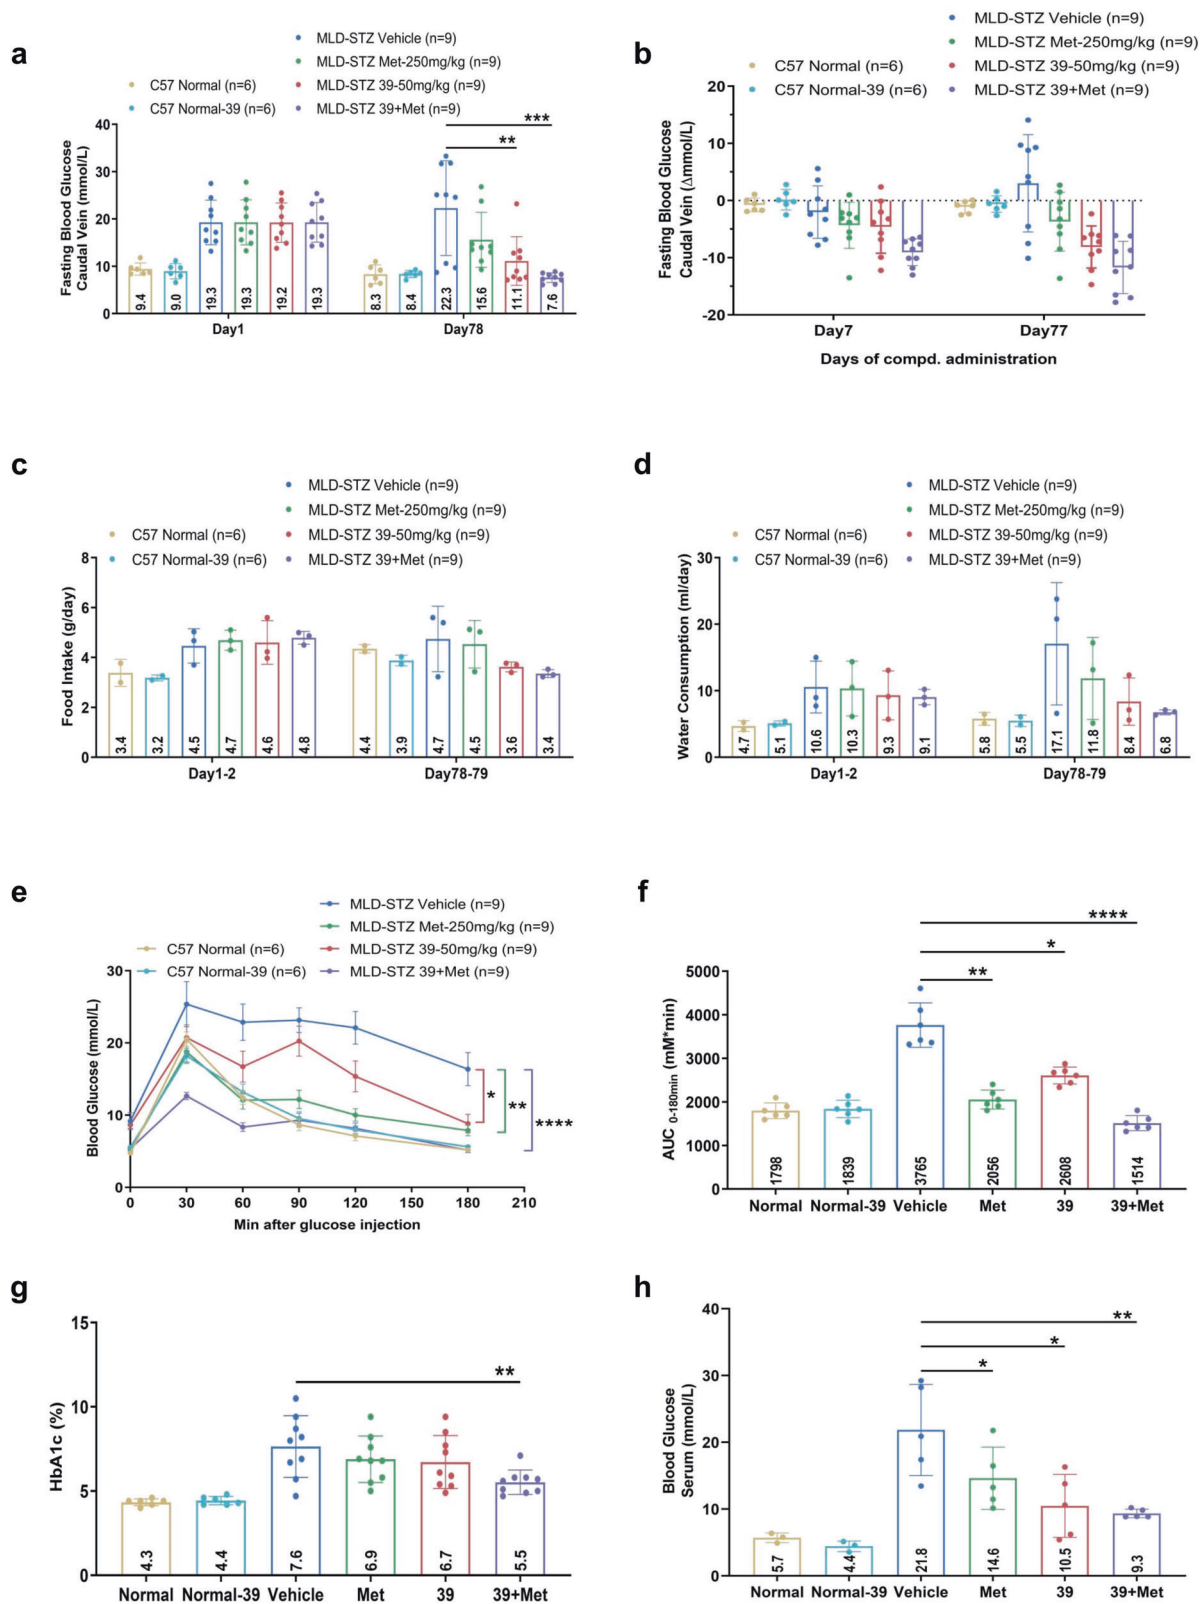 a
MLD-STZ Vehicle (n=9)
MLD-STZ Met-250mg/kg (n=9)
C57 Normal (n=6)
MLD-STZ 39-50mg/kg (n=9)
C57 Normal-39 (n=6)
MLD-STZ 39+Met (n=9)
Fasting Blood Glucose
Caudal Vein (mmol/L)
40
30
20
10
0
***
**
9.4
9.0
19.3
19.3
19.2
19.3
8.3
8.4
22.3
15.6
11.1
7.6
Day1
Day78
b
MLD-STZ Vehicle (n=9)
MLD-STZ Met-250mg/kg (n=9)
C57 Normal (n=6)
MLD-STZ 39-50mg/kg (n=9)
C57 Normal-39 (n=6)
MLD-STZ 39+Met (n=9)
Fasting Blood Glucose
Caudal Vein (Δmmol/L)
20
10
0
-10
-20
Day7
Day77
Days of compd. administration
c
MLD-STZ Vehicle (n=9)
MLD-STZ Met-250mg/kg (n=9)
C57 Normal (n=6)
MLD-STZ 39-50mg/kg (n=9)
C57 Normal-39 (n=6)
MLD-STZ 39+Met (n=9)
Food Intake (g/day)
8
6
4
2
0
3.4
3.2
4.5
4.7
4.6
4.8
4.4
3.9
4.7
4.5
3.6
3.4
Day1-2
Day78-79
d
MLD-STZ Vehicle (n=9)
MLD-STZ Met-250mg/kg (n=9)
C57 Normal (n=6)
MLD-STZ 39-50mg/kg (n=9)
C57 Normal-39 (n=6)
MLD-STZ 39+Met (n=9)
Water Consumption (ml/day)
30
20
10
0
4.7
5.1
10.6
10.3
9.3
9.1
5.8
5.5
17.1
11.8
8.4
6.8
Day1-2
Day78-79
e
MLD-STZ Vehicle (n=9)
MLD-STZ Met-250mg/kg (n=9)
C57 Normal (n=6)
MLD-STZ 39-50mg/kg (n=9)
C57 Normal-39 (n=6)
MLD-STZ 39+Met (n=9)
Blood Glucose (mmol/L)
30
20
10
0
*
**
****
0
30
60
90
120
150
180
210
Min after glucose injection
f
****
*
**
AUC 0-180min (mM*min)
5000
4000
3000
2000
1000
0
1798
1839
3765
2056
2608
1514
Normal
Normal-39
Vehicle
Met
39
39+Met
g
HbA1c (%)
15
10
5
0
**
4.3
4.4
7.6
6.9
6.7
5.5
Normal
Normal-39
Vehicle
Met
39
39+Met
h
Blood Glucose
Serum (mmol/L)
40
30
20
10
0
**
*
*
5.7
4.4
21.8
14.6
10.5
9.3
Normal
Normal-39
Vehicle
Met
39
39+Met